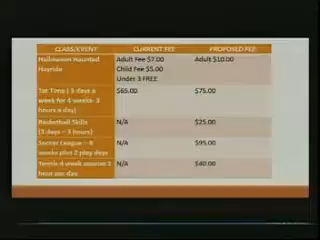 CLASS/EVENT CURRENT FEE PROPOSED FEE
Halloween Haunted Adult Fee $7.00 Adult $10.00
Hayride Child Fee $5.00
Under 3 FREE
Tot Time ( 3 days a $65.00 $75.00
week for 4 weeks- 3
hours a day)
Basketball Skills N/A $25.00
(3 days – 3 hours)
Soccer League – 6 N/A $95.00
weeks plus 2 play days
Tennis 4 week session 1 N/A $40.00
hour per day